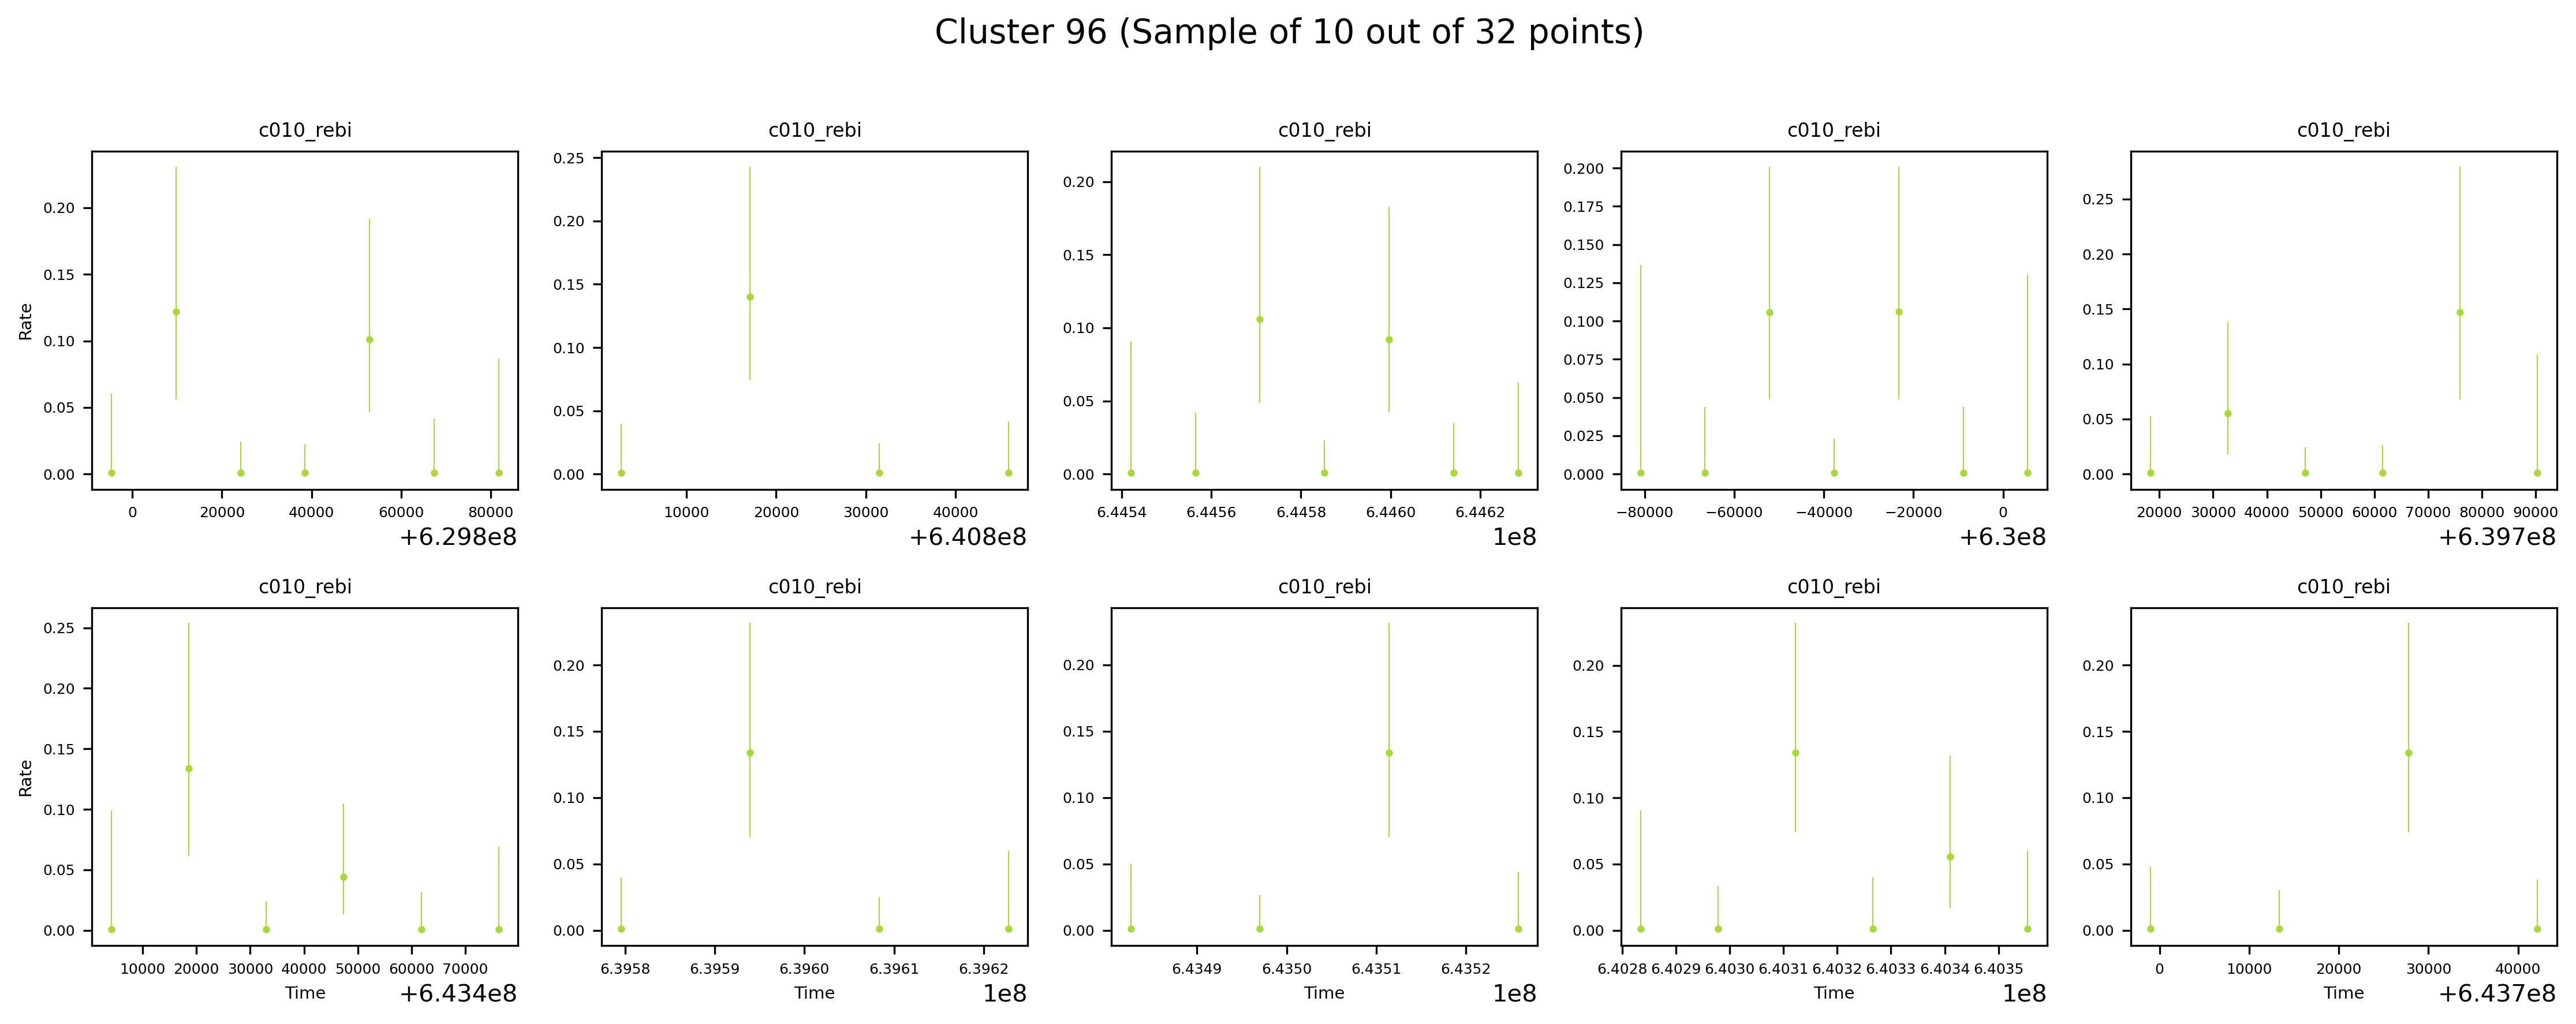 Cluster 96 (Sample of 10 out of 32 points)
c010_rebi c010_rebi c010_rebi c010_rebi c010_rebi
Rate
0.20
0.15
0.10
0.05
0.00
0 20000 40000 60000 80000
+6.298e8
0.25
0.20
0.15
0.10
0.05
0.00
10000 20000 30000 40000
+6.408e8
0.20
0.15
0.10
0.05
0.00
6.4454 6.4456 6.4458 6.4460 6.4462
1e8
0.200
0.175
0.150
0.125
0.100
0.075
0.050
0.025
0.000
−80000 −60000 −40000 −20000 0
+6.3e8
0.25
0.20
0.15
0.10
0.05
0.00
20000 30000 40000 50000 60000 70000 80000 90000
+6.397e8
c010_rebi c010_rebi c010_rebi c010_rebi c010_rebi
Rate
0.25
0.20
0.15
0.10
0.05
0.00
10000 20000 30000 40000 50000 60000 70000
Time +6.434e8
0.20
0.15
0.10
0.05
0.00
6.3958 6.3959 6.3960 6.3961 6.3962
Time 1e8
0.20
0.15
0.10
0.05
0.00
6.4349 6.4350 6.4351 6.4352
Time 1e8
0.20
0.15
0.10
0.05
0.00
6.4028 6.4029 6.4030 6.4031 6.4032 6.4033 6.4034 6.4035
Time 1e8
0.20
0.15
0.10
0.05
0.00
0 10000 20000 30000 40000
Time +6.437e8